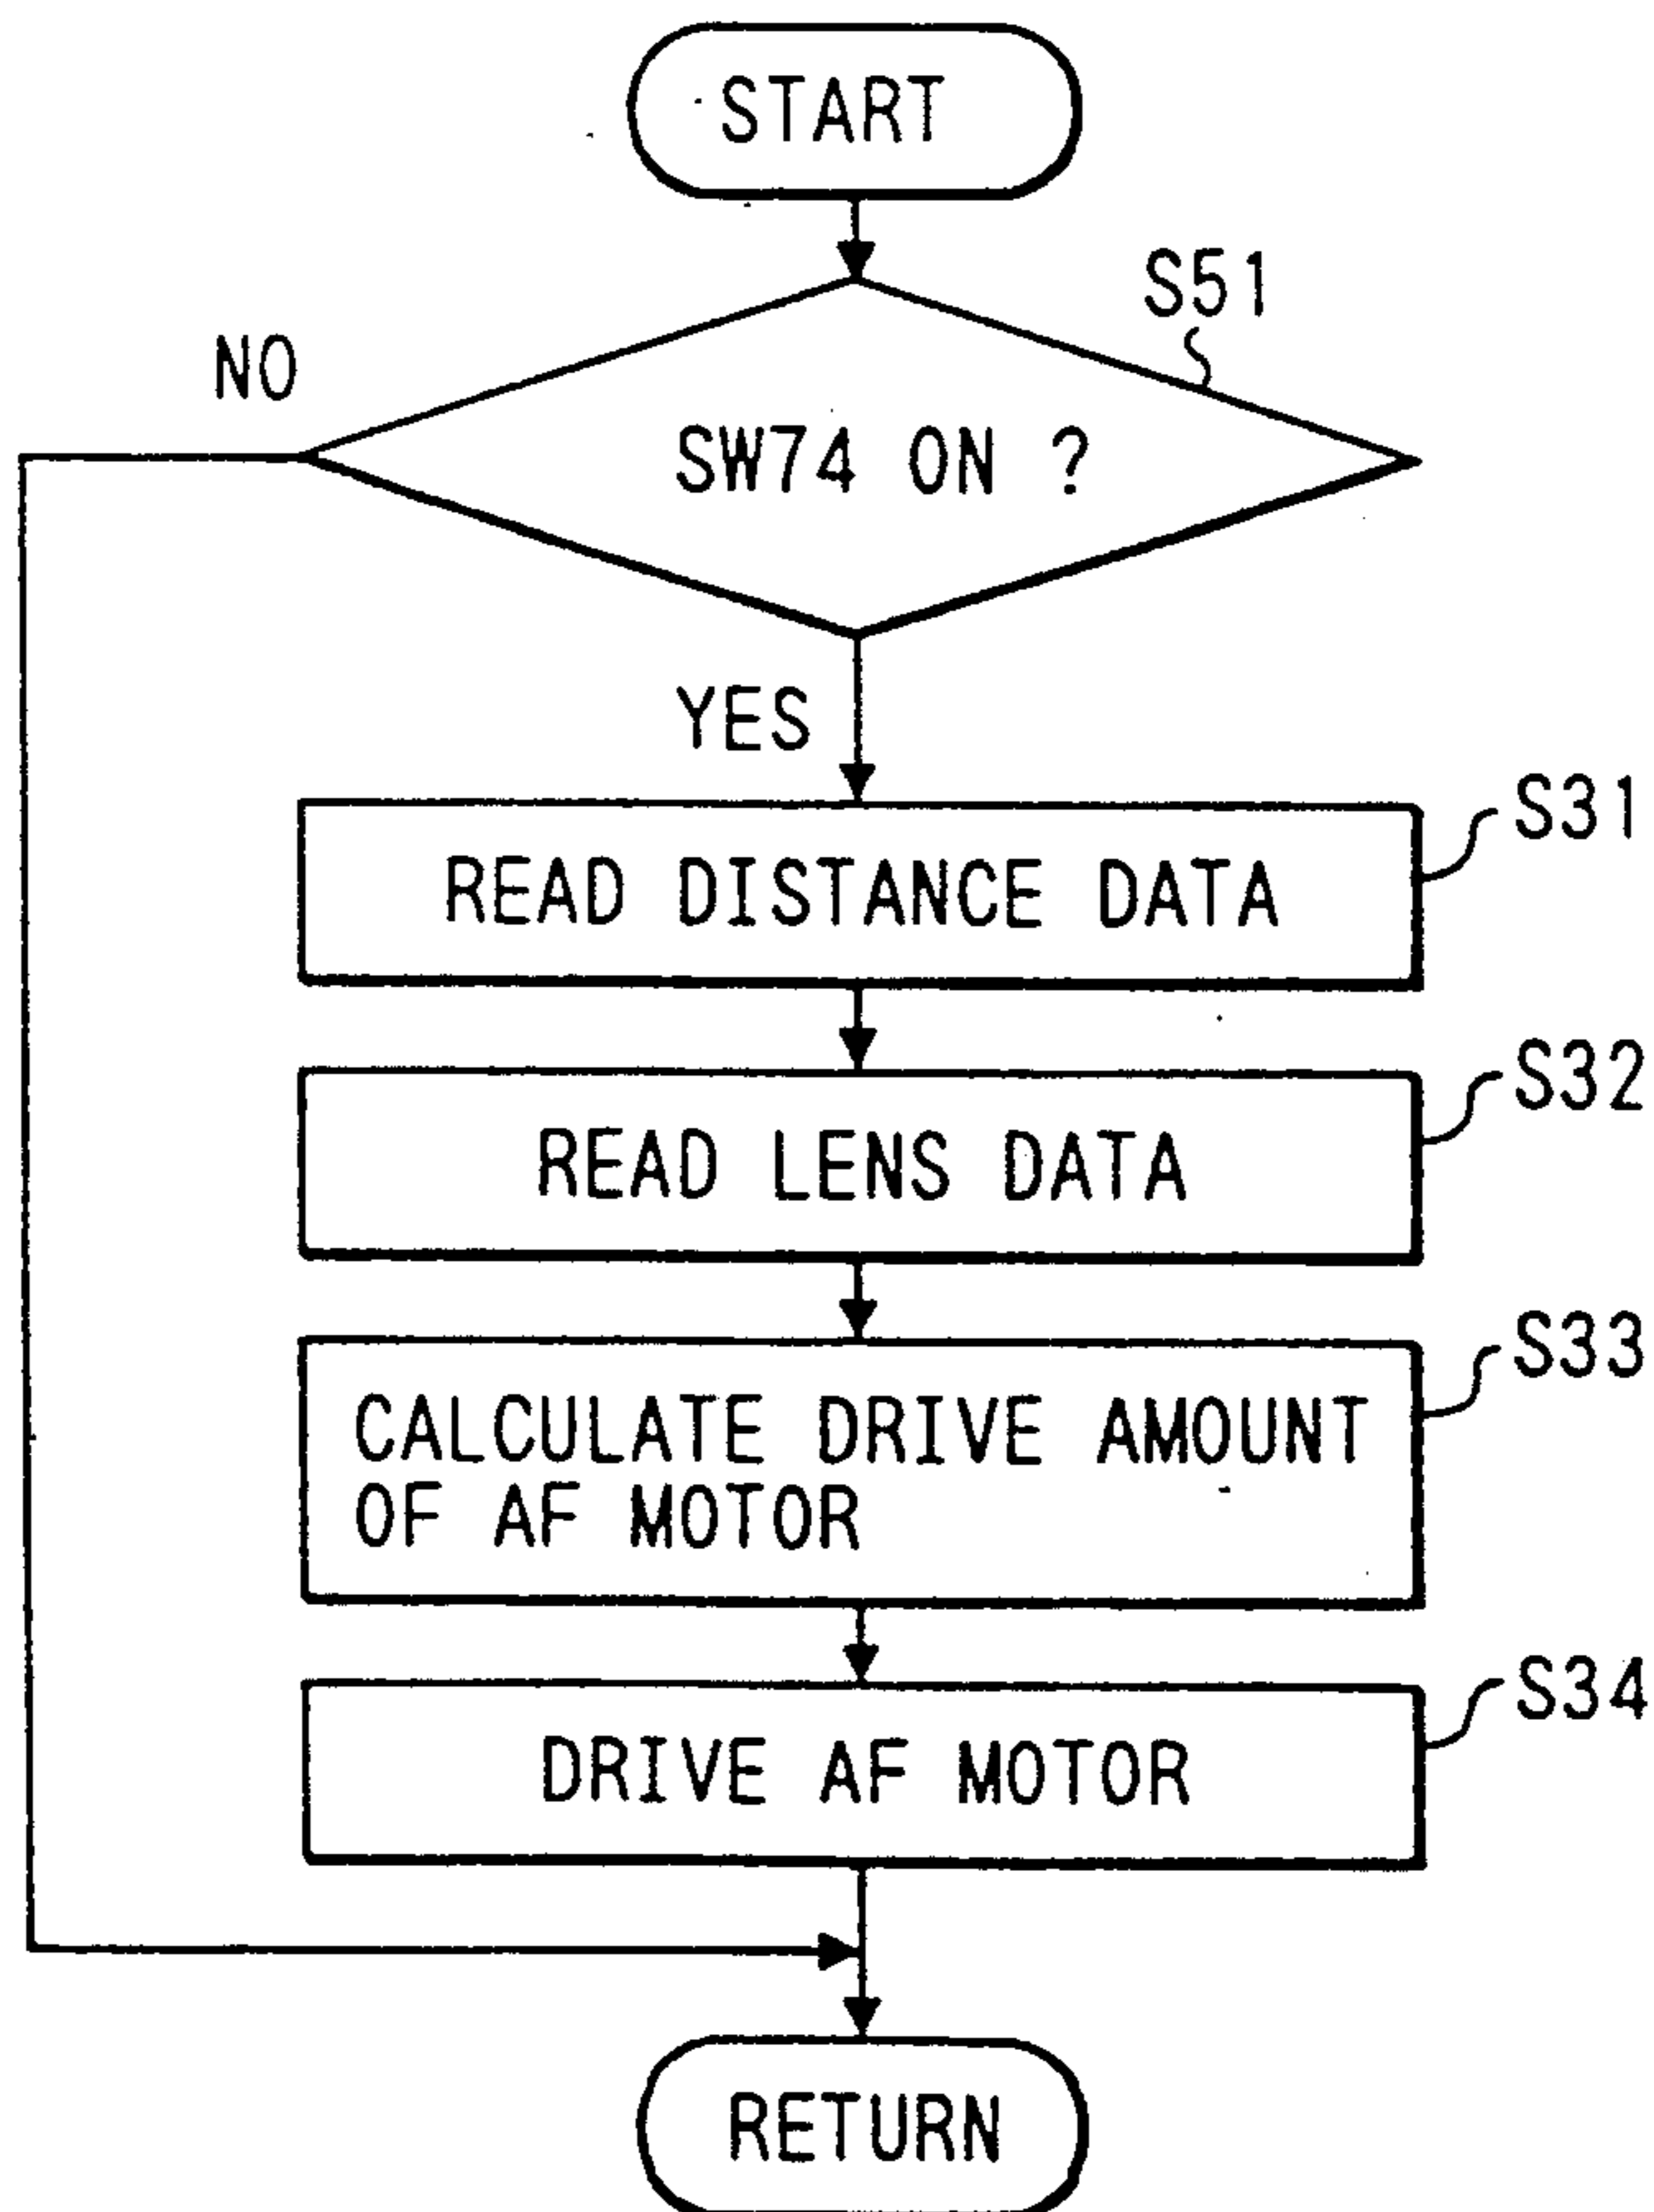 START
S51
NO
SW74 ON ?
YES
S31
READ DISTANCE DATA
S32
READ LENS DATA
S33
CALCULATE DRIVE AMOUNT
OF AF MOTOR
S34
DRIVE AF MOTOR
RETURN